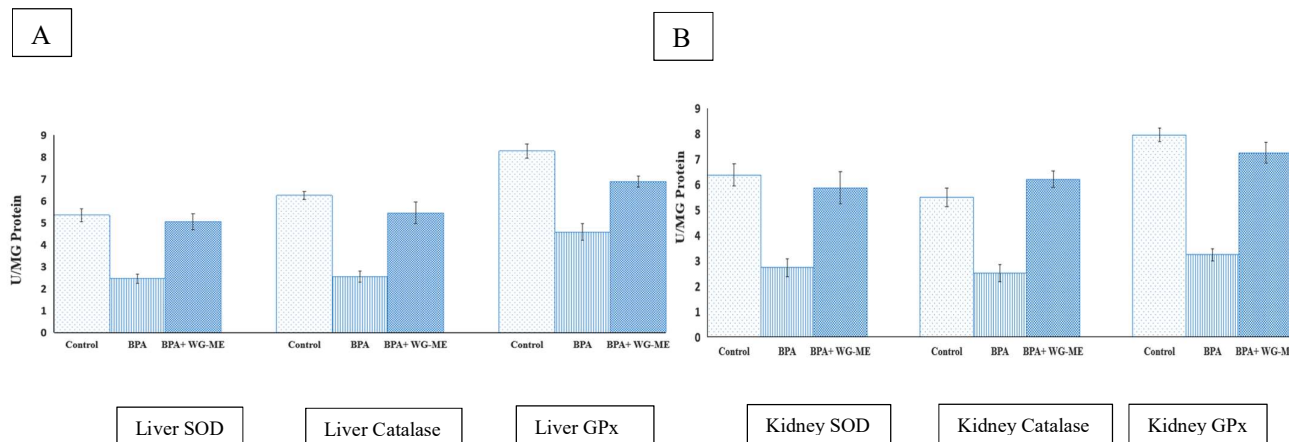 A
B
U/MG Protein
9
8
7
6
5
4
3
2
1
0
Control BPA BPA+ WG-ME Control BPA BPA+ WG-ME Control BPA BPA+ WG-ME
Liver SOD
Liver Catalase
Liver GPx
U/MG Protein
9
8
7
6
5
4
3
2
1
0
Control BPA BPA+ WG-ME Control BPA BPA+ WG-ME Control BPA BPA+ WG-M
Kidney SOD
Kidney Catalase
Kidney GPx